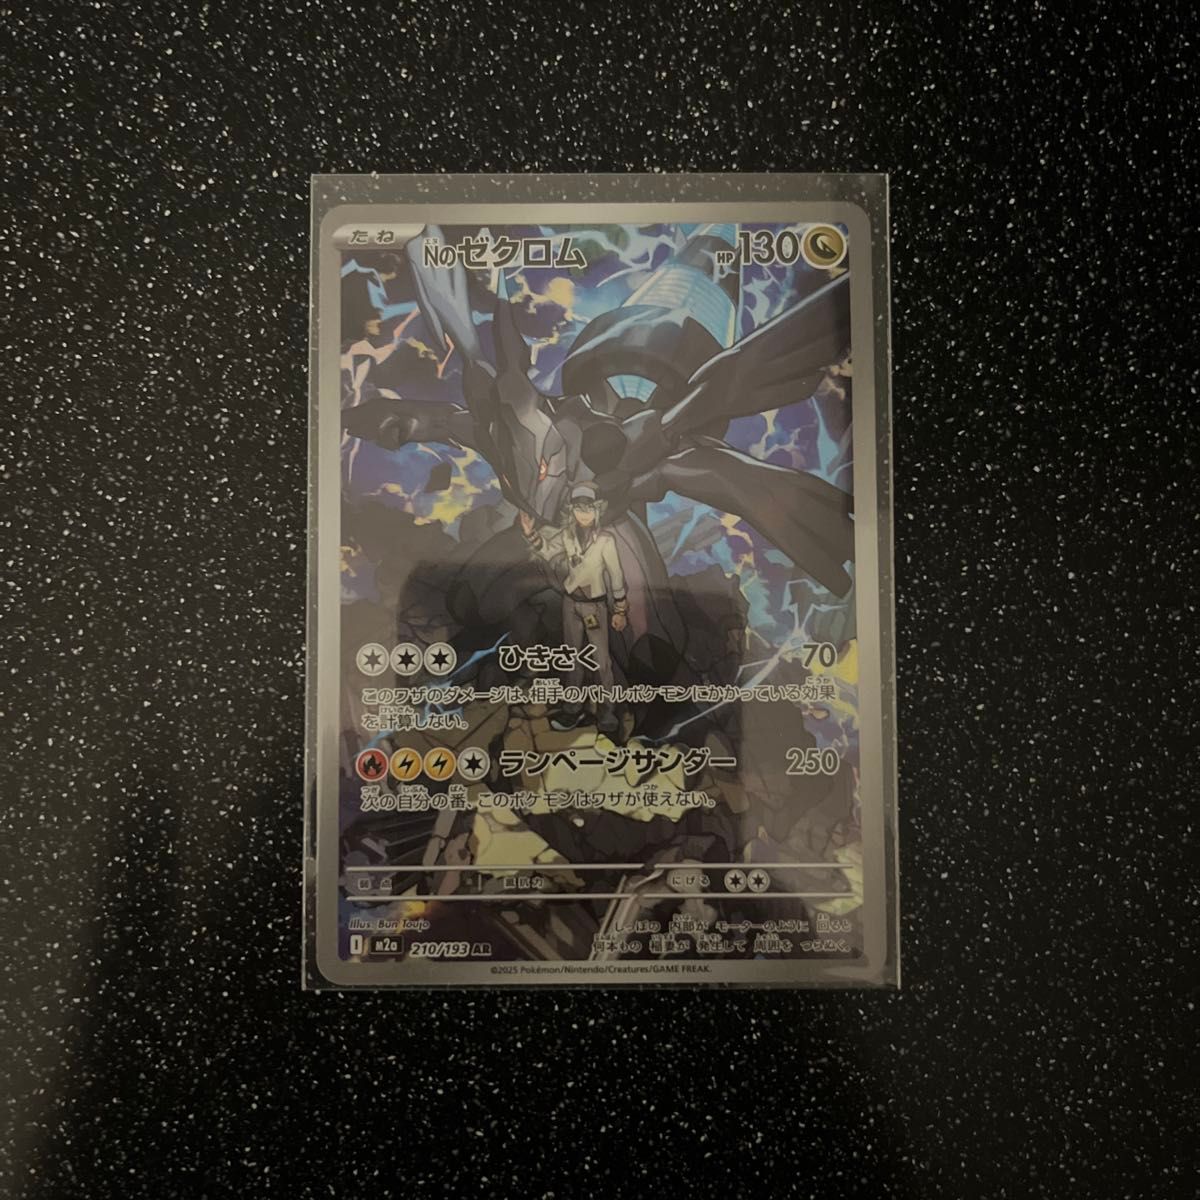 たね
Nのゼクロム
HP130
ひきさく 70
このワザのダメージは、相手のバトルポケモンにかかっている効果
を計算しない。
ランページサンダー 250
次の自分の番、このポケモンはワザが使えない。
弱点 抵抗力 にげる
Illus. Bun Toujo
しっぽの 内部が モーターのように 回ると
何本もの 稲妻が 発生して 周囲を つらぬく。
I M2a 210/193 AR
©2025 Pokémon/Nintendo/Creatures/GAME FREAK.